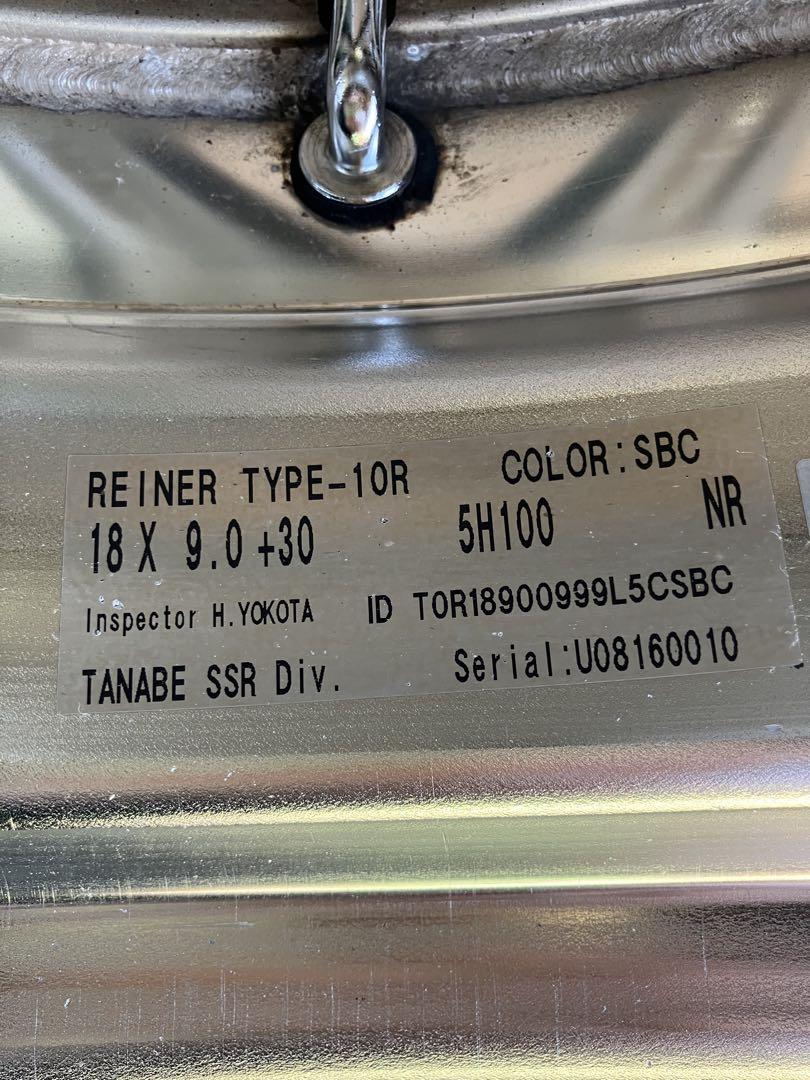 REINER TYPE-10R COLOR:SBC
18 X 9.0 +30 5H100 NR
Inspector H.YOKOTA ID TOR18900999L5CSBC
TANABE SSR Div. Serial:U08160010